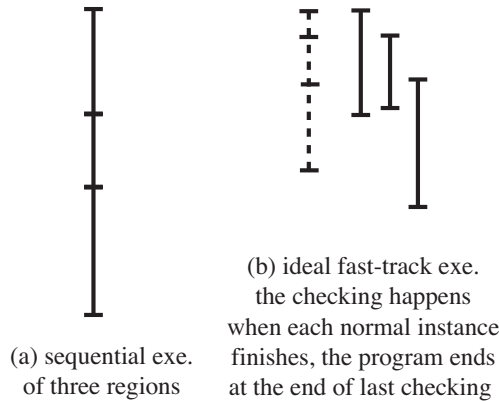 (a) sequential exe.
of three regions
(b) ideal fast-track exe.
the checking happens
when each normal instance
finishes, the program ends
at the end of last checking